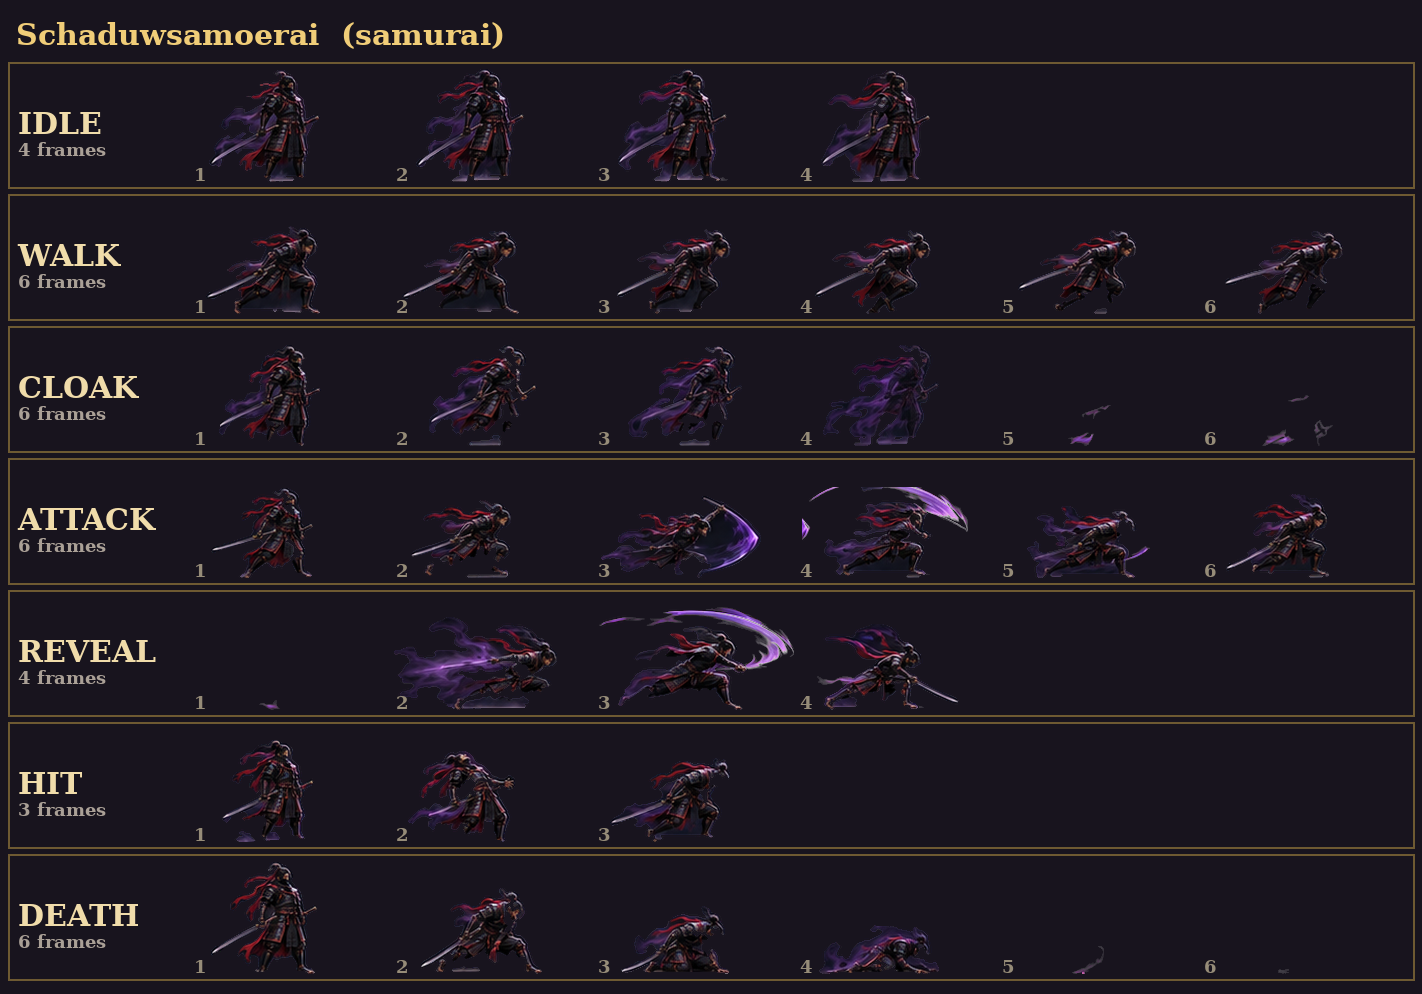 Schaduwsamoerai (samurai)
IDLE
4 frames
1 2 3 4
WALK
6 frames
1 2 3 4 5 6
CLOAK
6 frames
1 2 3 4 5 6
ATTACK
6 frames
1 2 3 4 5 6
REVEAL
4 frames
1 2 3 4
HIT
3 frames
1 2 3
DEATH
6 frames
1 2 3 4 5 6